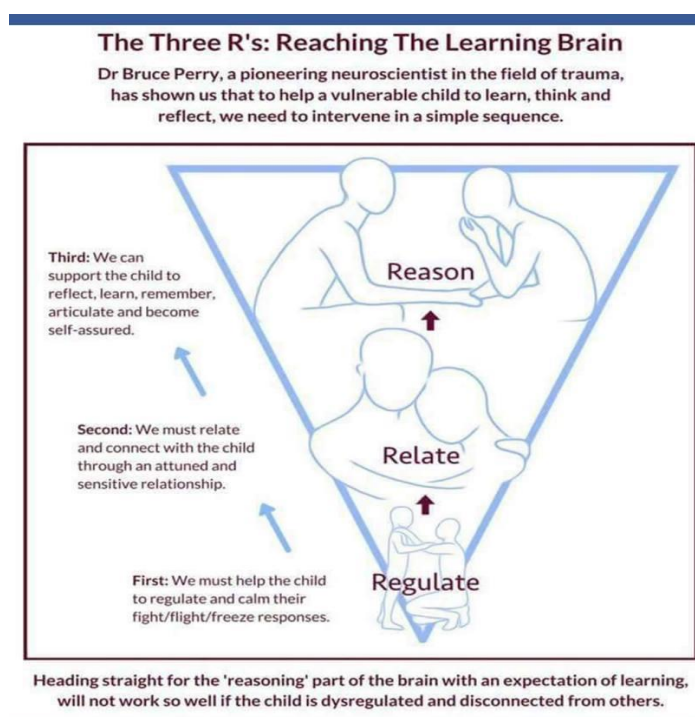 The Three R's: Reaching The Learning Brain
Dr Bruce Perry, a pioneering neuroscientist in the field of trauma,
has shown us that to help a vulnerable child to learn, think and
reflect, we need to intervene in a simple sequence.
Third: We can
support the child to
reflect, learn, remember,
articulate and become
self-assured.
Reason
Second: We must relate
and connect with the child
through an attuned and
sensitive relationship.
Relate
First: We must help the child
to regulate and calm their
fight/flight/freeze responses.
Regulate
Heading straight for the 'reasoning' part of the brain with an expectation of learning,
will not work so well if the child is dysregulated and disconnected from others.